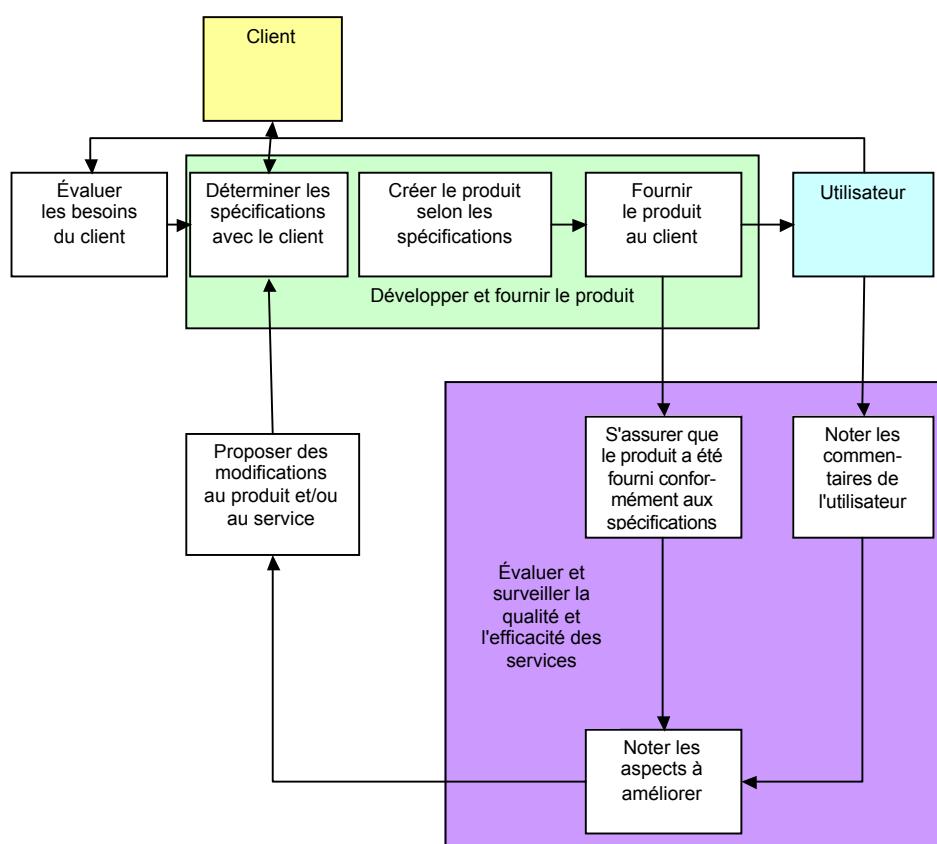 Client
Évaluer
les besoins
du client
Déterminer les
spécifications
avec le client
Créer le produit
selon les
spécifications
Fournir
le produit
au client
Utilisateur
Développer et fournir le produit
Proposer des
modifications
au produit et/ou
au service
S'assurer que
le produit a été
fourni confor-
mément aux
spécifications
Noter les
commen-
taires de
l'utilisateur
Évaluer et
surveiller la
qualité et
l'efficacité des
services
Noter les
aspects à
améliorer